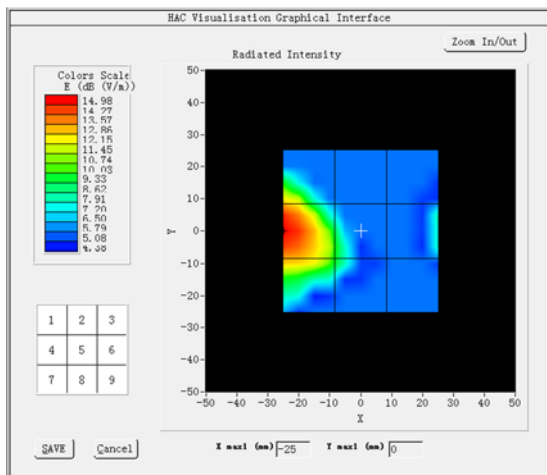 HAC Visualisation Graphical Interface
Zoom In/Out
Radiated Intensity
Colors Scale
E (dB (V/m))
14.98
14.27
13.57
12.86
12.15
11.45
10.74
10.03
9.33
8.62
7.91
7.20
6.50
5.79
5.08
4.38
50
40
30
20
10
0
-10
-20
-30
-40
-50
Y
-50 -40 -30 -20 -10 0 10 20 30 40 50
X
1 2 3
4 5 6
7 8 9
SAVE Cancel
X max1 (mm) -25 Y max1 (mm) 0